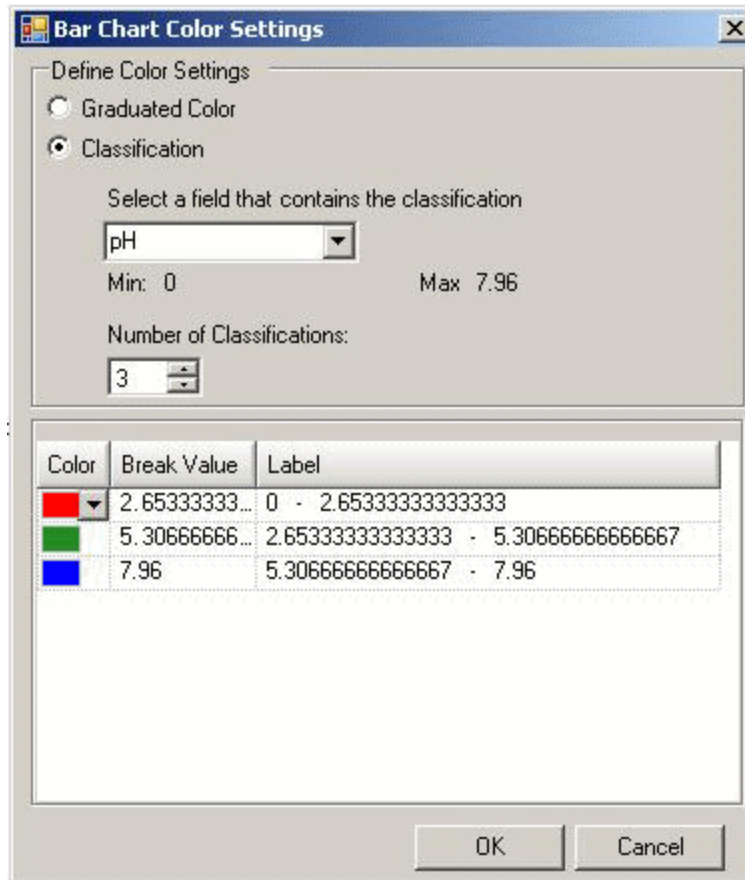 Bar Chart Color Settings
Define Color Settings
Graduated Color
Classification
Select a field that contains the classification
pH
Min: 0 Max 7.96
Number of Classifications:
3
Color Break Value Label
2.65333333... 0 - 2.65333333333333
5.30666666... 2.65333333333333 - 5.30666666666667
7.96 5.30666666666667 - 7.96
OK Cancel